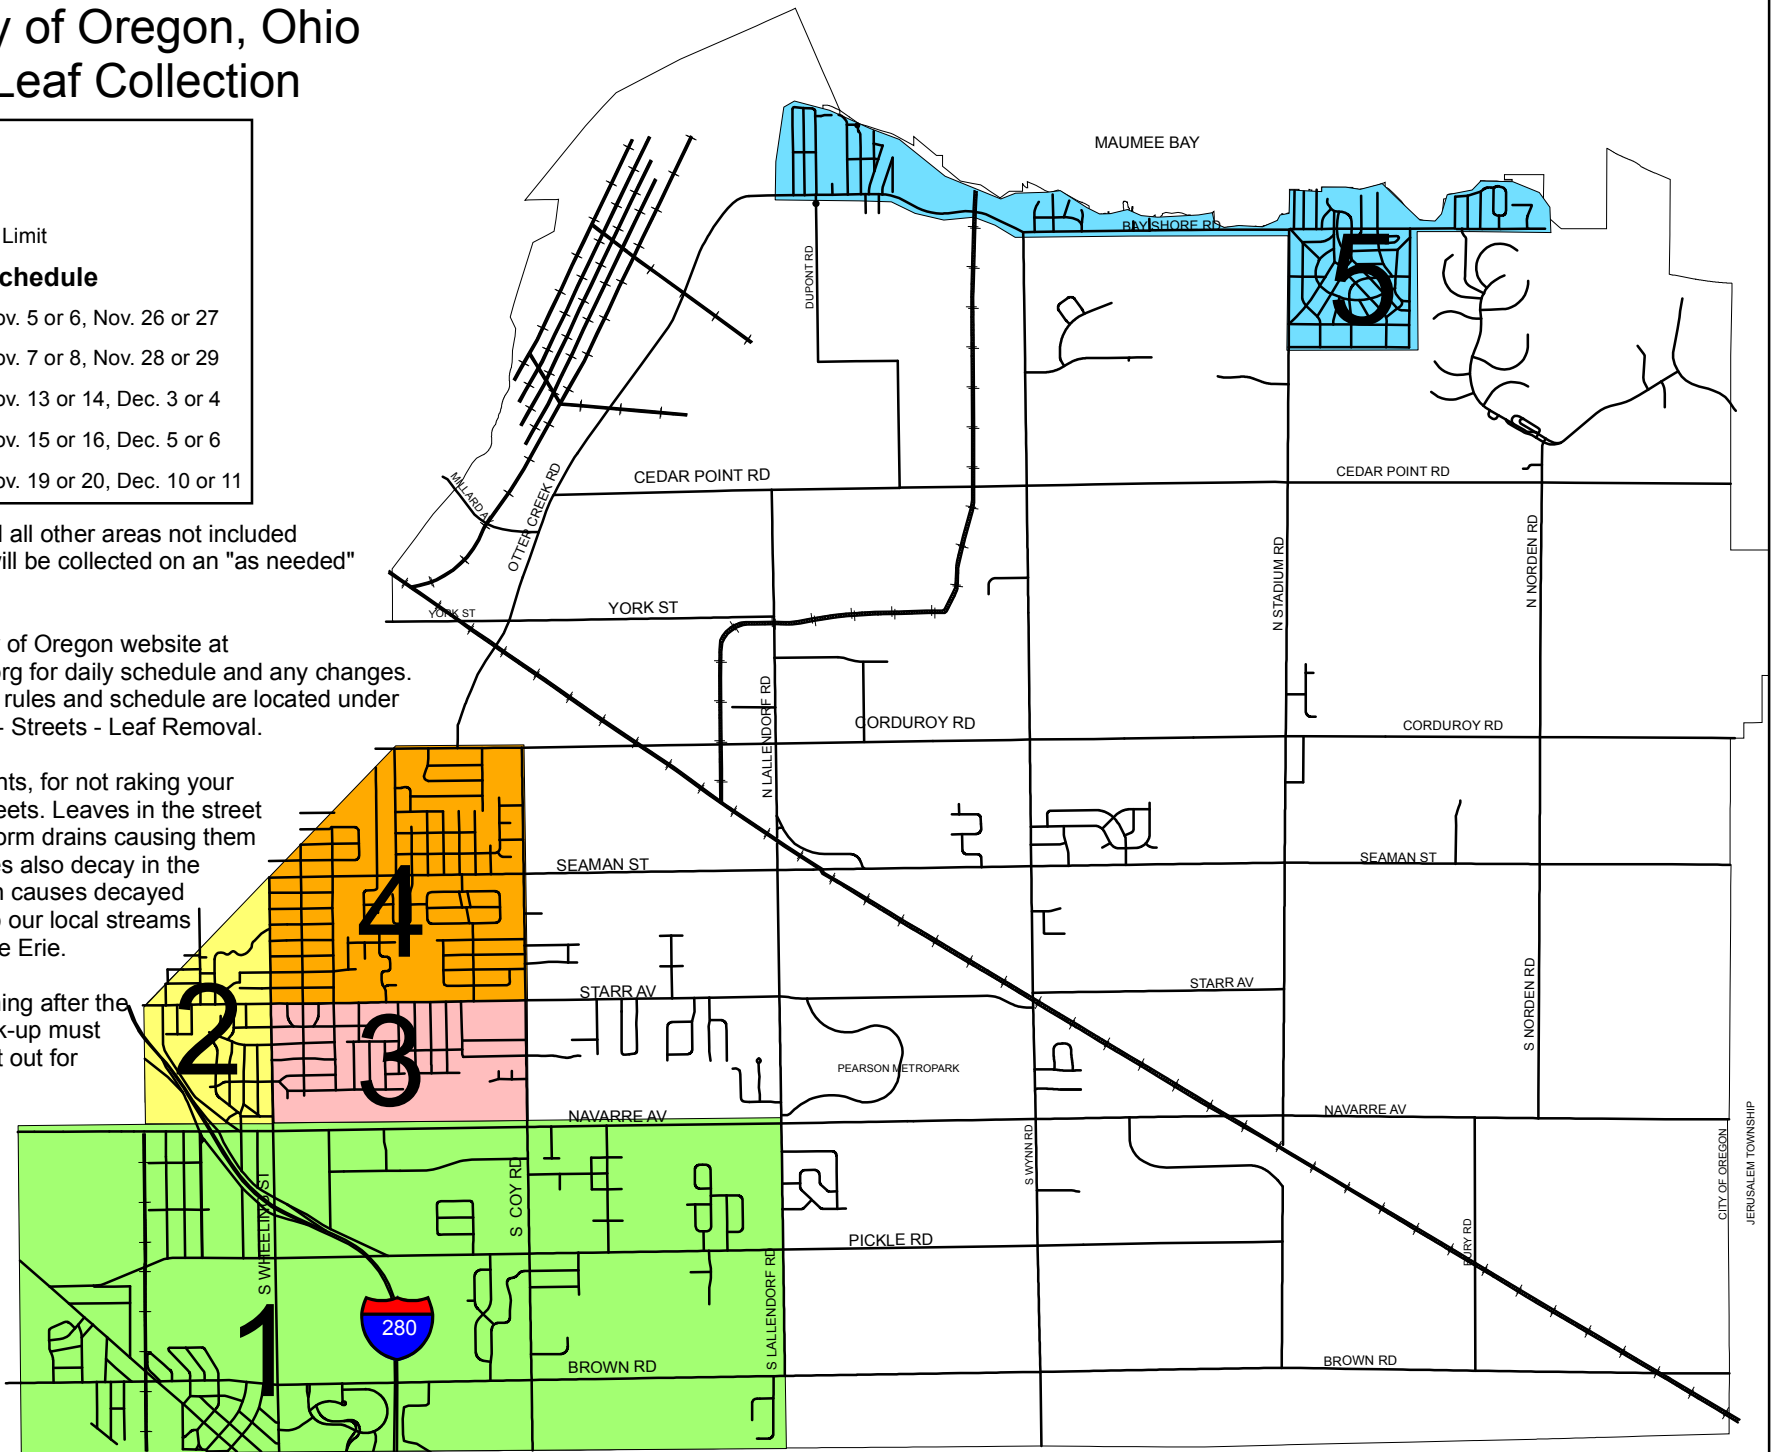 of Oregon, Ohio
Leaf Collection
Limit
ov. 5 or 6, Nov. 26 or 27
ov. 7 or 8, Nov. 28 or 29
ov. 13 or 14, Dec. 3 or 4
ov. 15 or 16, Dec. 5 or 6
ov. 19 or 20, Dec. 10 or 11
all other areas not included
will be collected on an "as needed"
of Oregon website at
org for daily schedule and any changes.
rules and schedule are located under
- Streets - Leaf Removal.
nts, for not raking your
eets. Leaves in the street
orm drains causing them
es also decay in the
causes decayed
our local streams
e Erie.
ning after the
k-up must
t out for
MAUMEE BAY
BAYSHORE RD
5
DUPONT RD
CEDAR POINT RD
CEDAR POINT RD
OTTER CREEK RD
N STADIUM RD
N NORDEN RD
YORK ST
YORK ST
N LALLENDORF RD
CORDUROY RD
CORDUROY RD
SEAMAN ST
SEAMAN ST
4
STARR AV
STARR AV
S NORDEN RD
2
3
PEARSON METROPARK
NAVARRE AV
NAVARRE AV
S WYNN RD
CITY OF OREGON
JERUSALEM TOWNSHIP
S WHEELING ST
S COY RD
PICKLE RD
S LALLENDORF RD
1
280
BROWN RD
BROWN RD